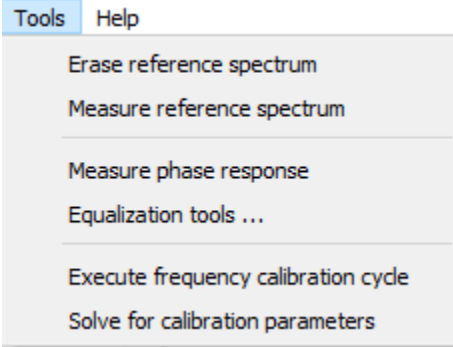 Tools Help
Erase reference spectrum
Measure reference spectrum
Measure phase response
Equalization tools ...
Execute frequency calibration cycle
Solve for calibration parameters